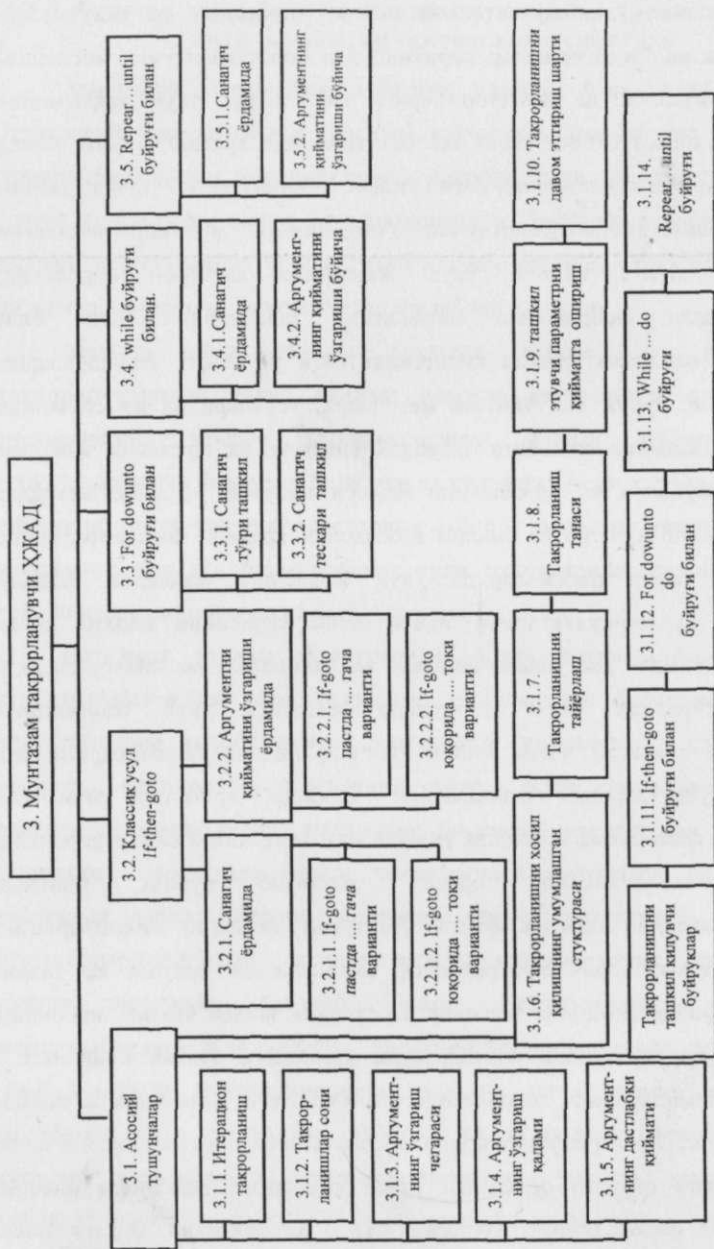 3. Мунтазам такрорланувчи ХЖАД
3.1. Асосий
тушунчалар
3.1.1. Итерацион
такрорланиш
3.1.2. Такрор-
ланишлар сони
3.1.3. Аргумент-
нинг ўзгариш
чегараси
3.1.4. Аргумент-
нинг ўзгариш
қадами
3.1.5. Аргумент-
нинг дастлабки
қиймати
3.1.6. Такрорланишни хосил
қилишнинг умумлаштан
стуктураси
3.1.7.
Такрорланишни
тайёрлаш
3.1.8.
Такрорланиш
танаси
3.1.9. ташкил
этувчи параметрни
қийматга ошириш
3.1.10. Такрорланишни
давом эттириш шарти
Такрорланишни
ташкил қилучи
буйруклар
3.1.11. If-then-goto
буйруғи билан
3.1.12. For dowunto
do
буйруғи билан
3.1.13. While ... do
буйруғи
3.1.14.
Repear... until
буйруғи
3.2. Классик усул
If-then-goto
3.2.1. Санагич
ёрдамида
3.2.1.1. If-goto
пастда .... гача
варианти
3.2.1.2. If-goto
юкорида .... токи
варианти
3.2.2. Аргументни
қийматини ўзгариши
ёрдамида
3.2.2.1. If-goto
пастда .... гача
варианти
3.2.2.2. If-goto
юкорида .... токи
варианти
3.3. For dowunto
буйруғи билан
3.3.1. Санагич
тўғри ташкил
3.3.2. Санагич
тескари ташкил
3.4. while буйруғи
билан.
3.4.1. Санагич
ёрдамида
3.4.2. Аргумент-
нинг қийматини
ўзгариши бўйича
3.5. Repear ... unti
буйруғи билан
3.5.1. Санагич
ёрдамида
3.5.2. Аргументнинг
қийматини
ўзгариши бўйича